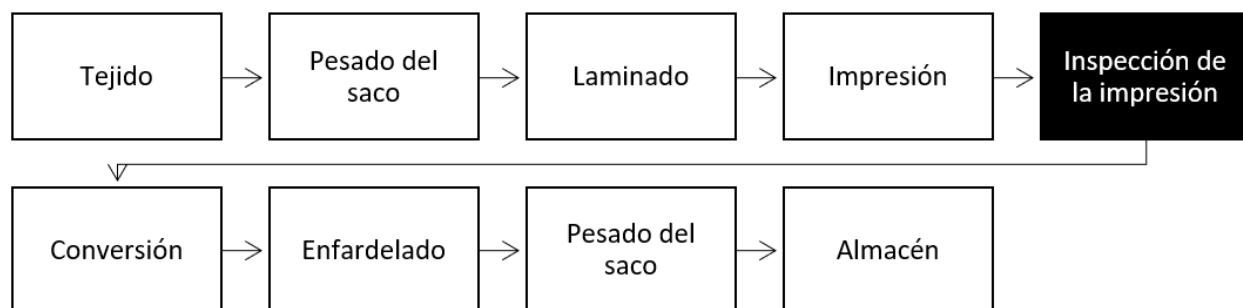 Tejido
Pesado del
saco
Laminado
Impresión
Inspección de
la impresión
Conversión
Enfardelado
Pesado del
saco
Almacén